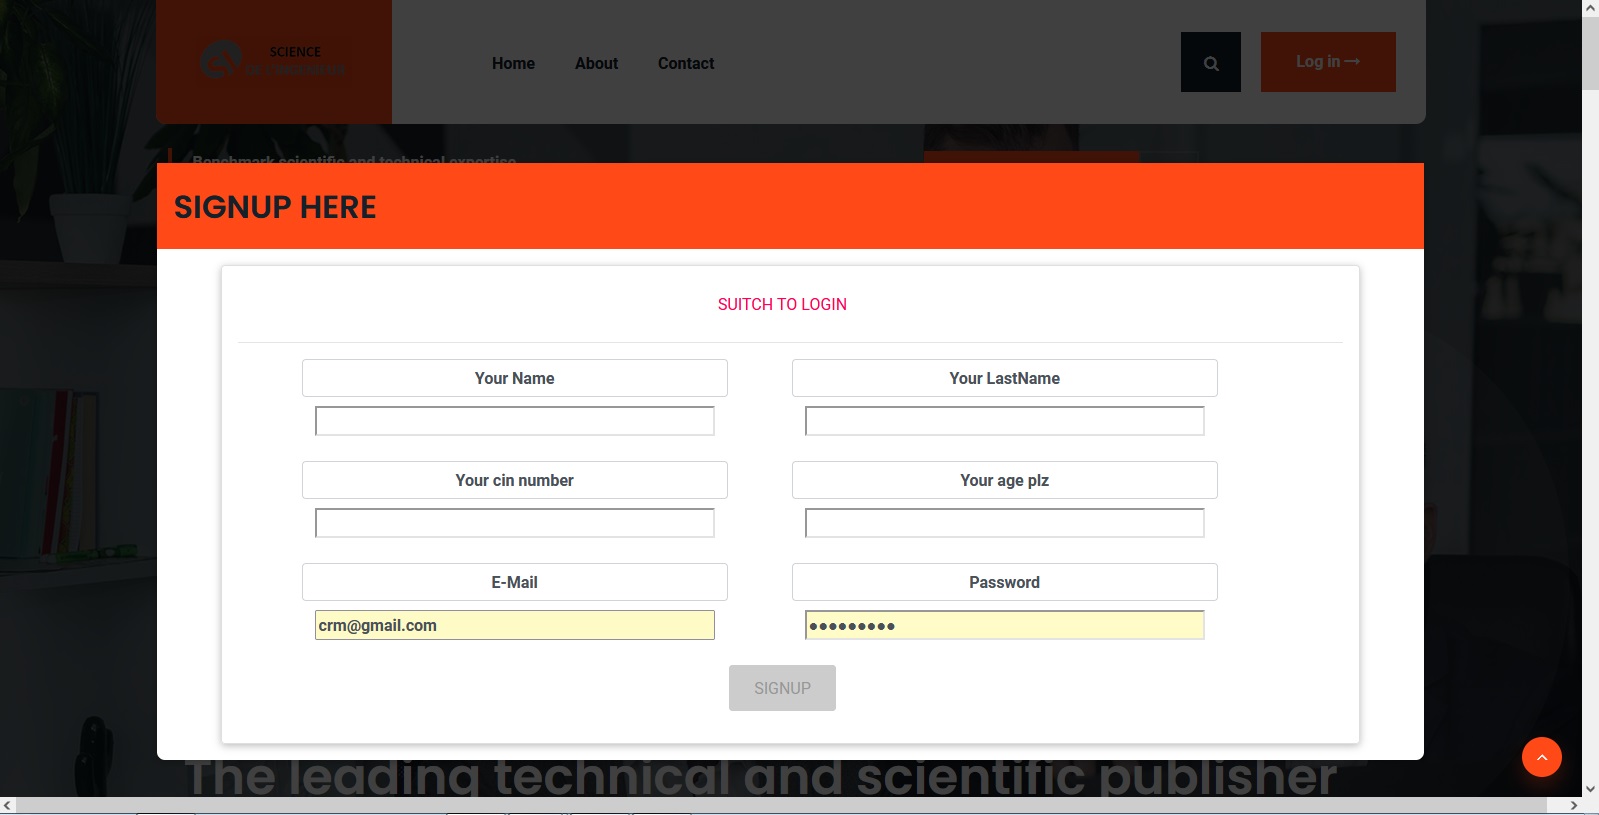 SCIENCE
Home
About
Contact
Log in
Benchmark scientific and technical expertise
SIGNUP HERE
SUITCH TO LOGIN
Your Name
Your LastName
Your cin number
Your age plz
E-Mail
Password
crm@gmail.com
●●●●●●●●●
SIGNUP
The leading technical and scientific publisher